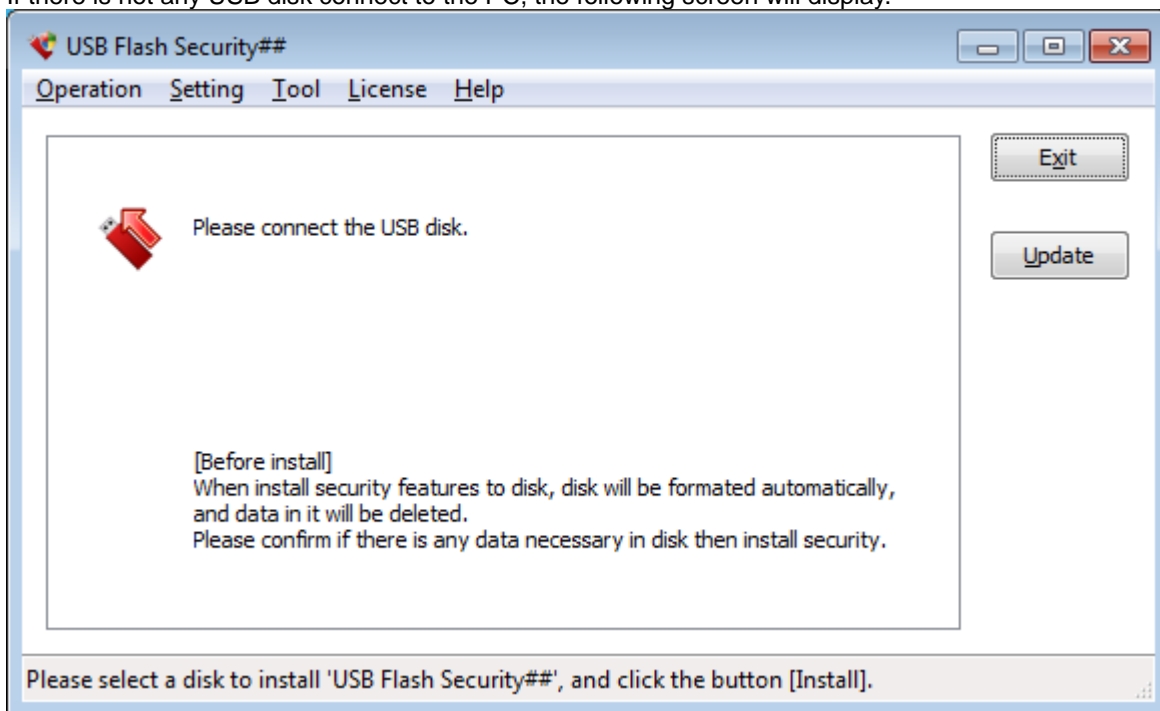 If there is not any USB disk connect to the PC, the following screen will display.
USB Flash Security##
Operation Setting Tool License Help
Exit
Please connect the USB disk.
Update
[Before install]
When install security features to disk, disk will be formated automatically,
and data in it will be deleted.
Please confirm if there is any data necessary in disk then install security.
Please select a disk to install 'USB Flash Security##', and click the button [Install].